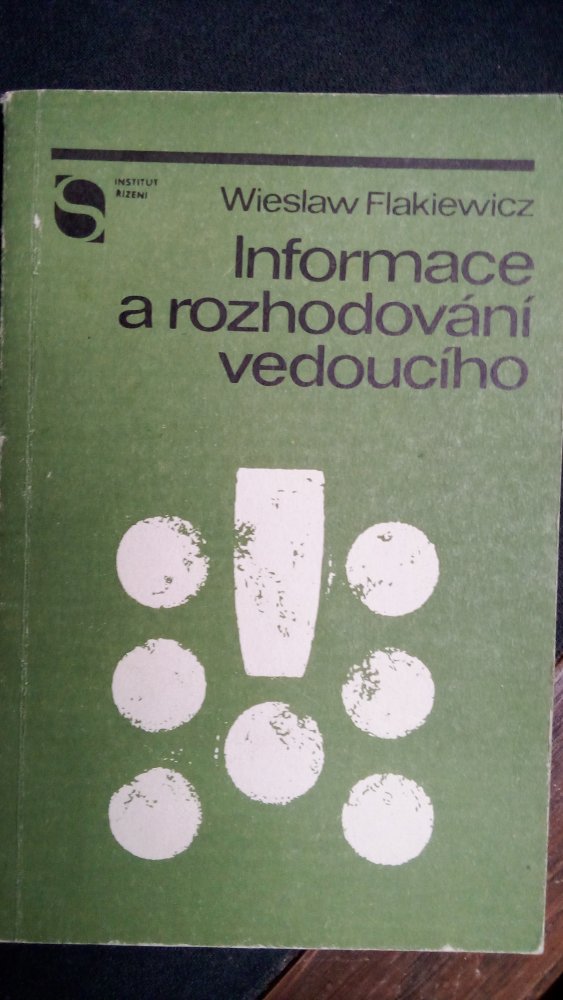 INSTITUT
ŘÍZENÍ
Wieslaw Flakiewicz
Informace
a rozhodování
vedoucího